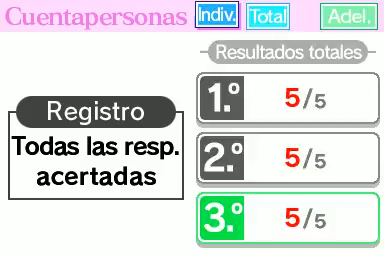 Cuentapersonas
Indiv.
Total
Adel.
Resultados totales
Registro
Todas las resp.
acertadas
1.º 5/5
2.º 5/5
3.º 5/5